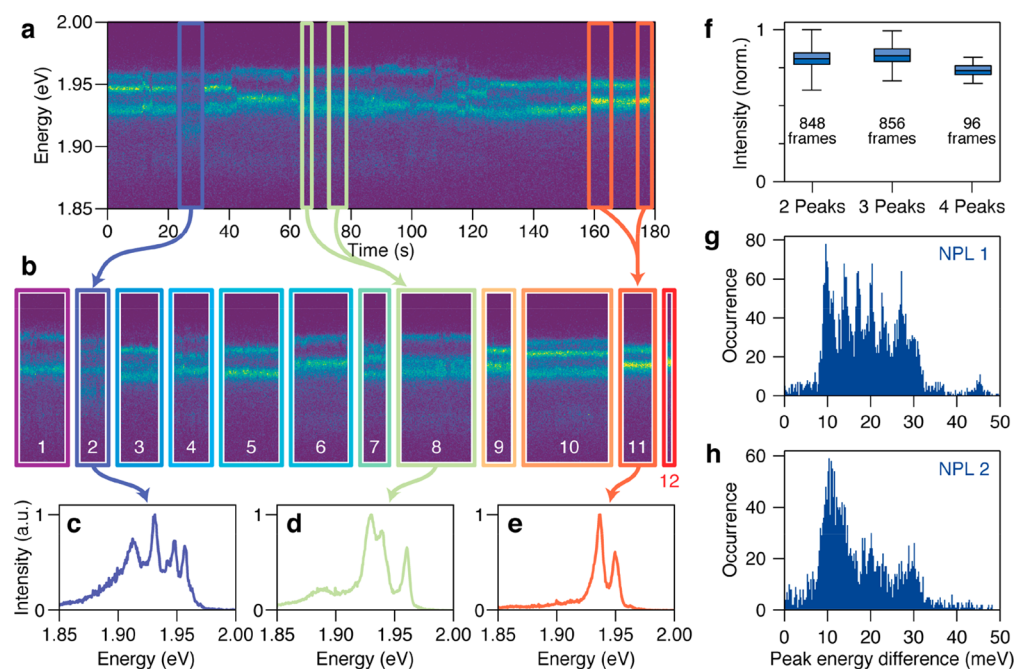 a
2.00
1.95
1.90
1.85
Energy (eV)
0 20 40 60 80 100 120 140 160 180
Time (s)
b
1 2 3 4 5 6 7 8 9 10 11
12
c
Intensity (a.u.)
1
0
1.85 1.90 1.95 2.00
Energy (eV)
d
1
0
1.85 1.90 1.95 2.00
Energy (eV)
e
1
0
1.85 1.90 1.95 2.00
Energy (eV)
f
Intensity (norm.)
1
0
848 856 96
frames frames frames
2 Peaks 3 Peaks 4 Peaks
g
NPL 1
Occurrence
80
60
40
20
0
0 10 20 30 40 50
h
NPL 2
Occurrence
60
40
20
0
0 10 20 30 40 50
Peak energy difference (meV)